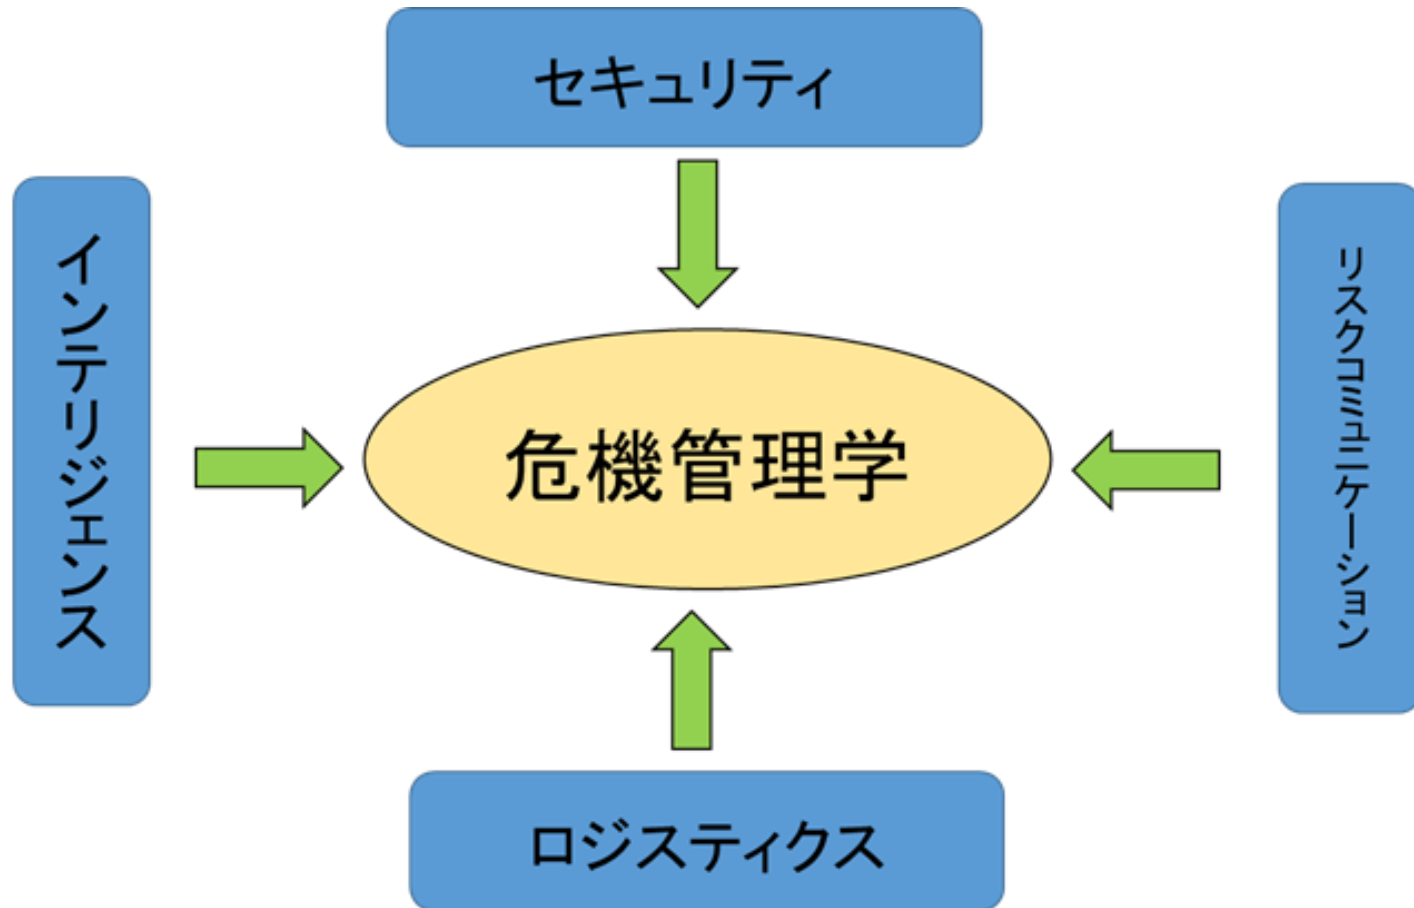 セキュリティ
インテリジェンス
危機管理学
リスクコミュニケーション
ロジスティクス